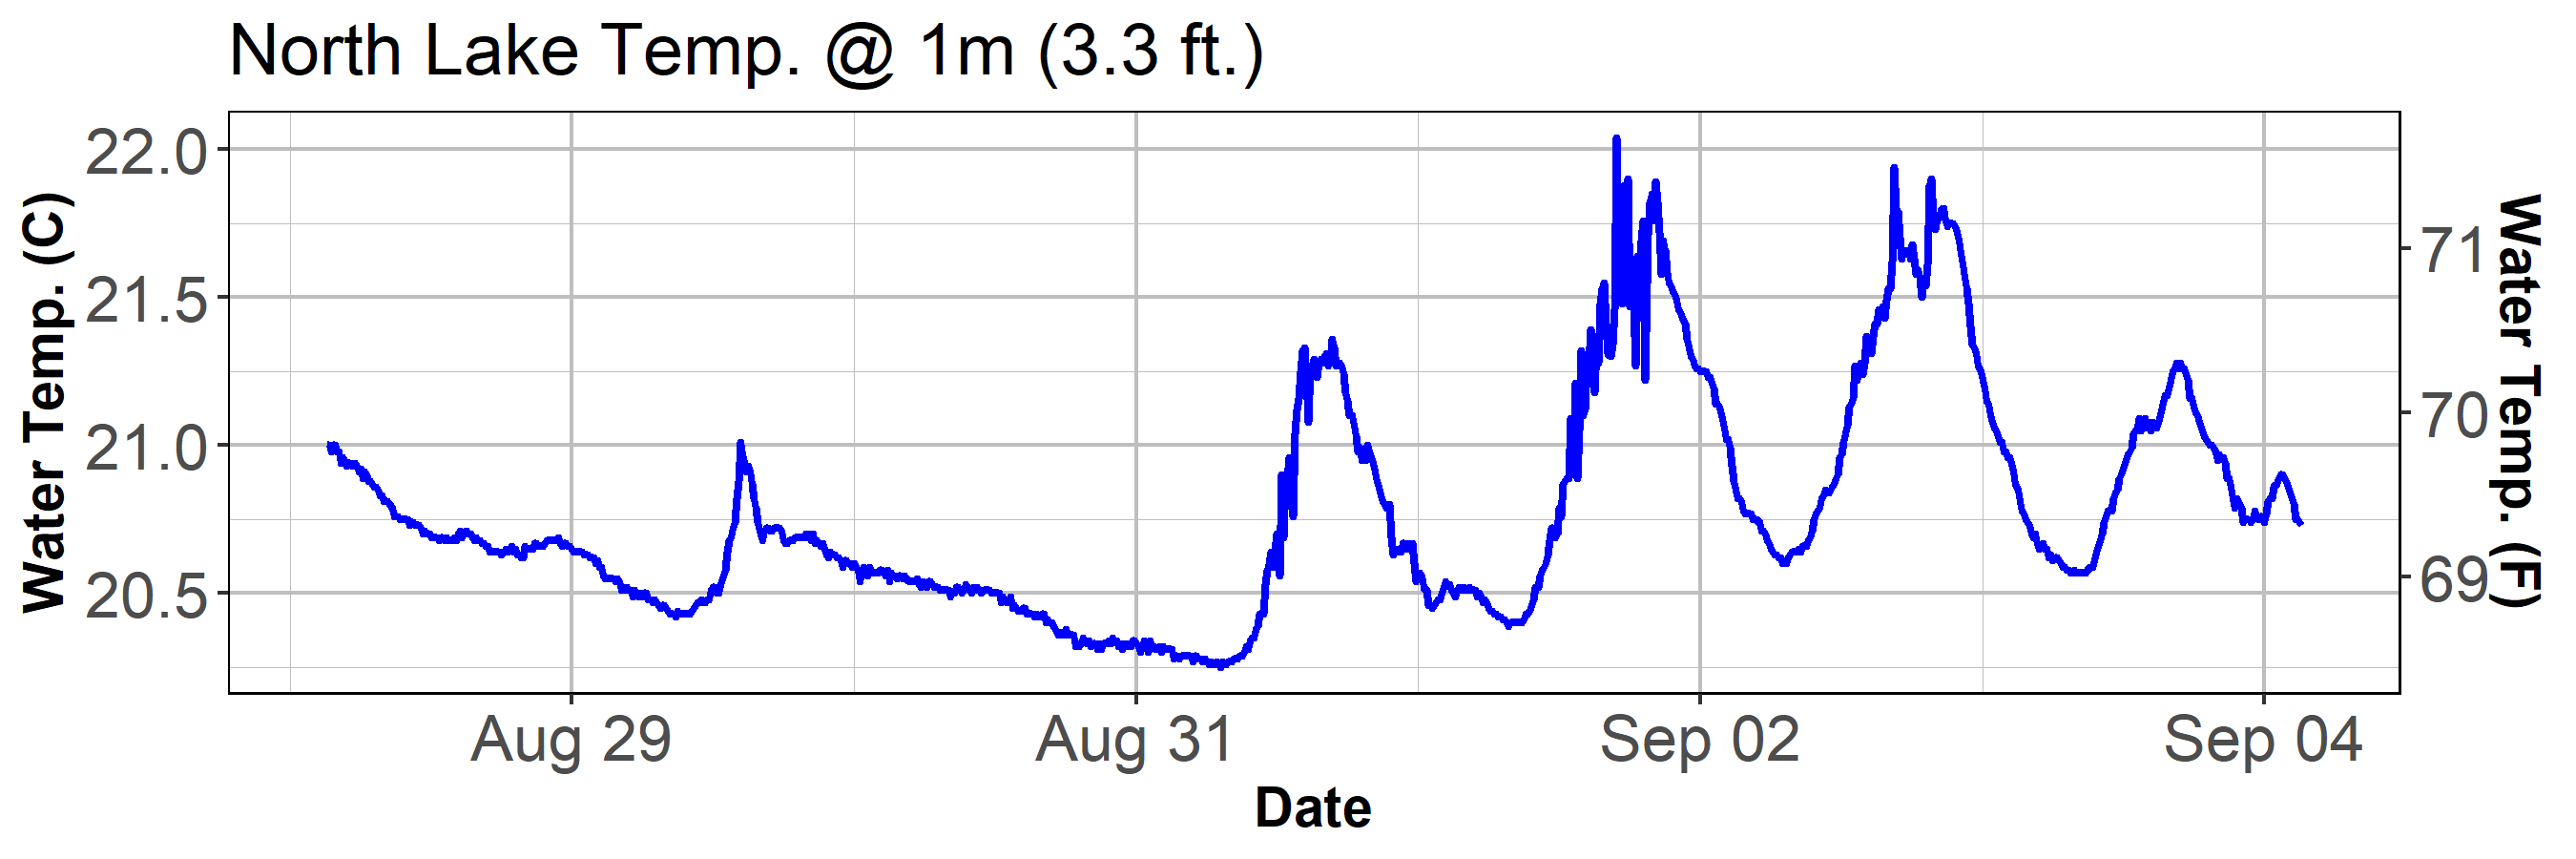 North Lake Temp. @ 1m (3.3 ft.)
Water Temp. (C)
22.0
21.5
21.0
20.5
71
70
69
Water Temp. (F)
Aug 29 Aug 31 Sep 02 Sep 04
Date